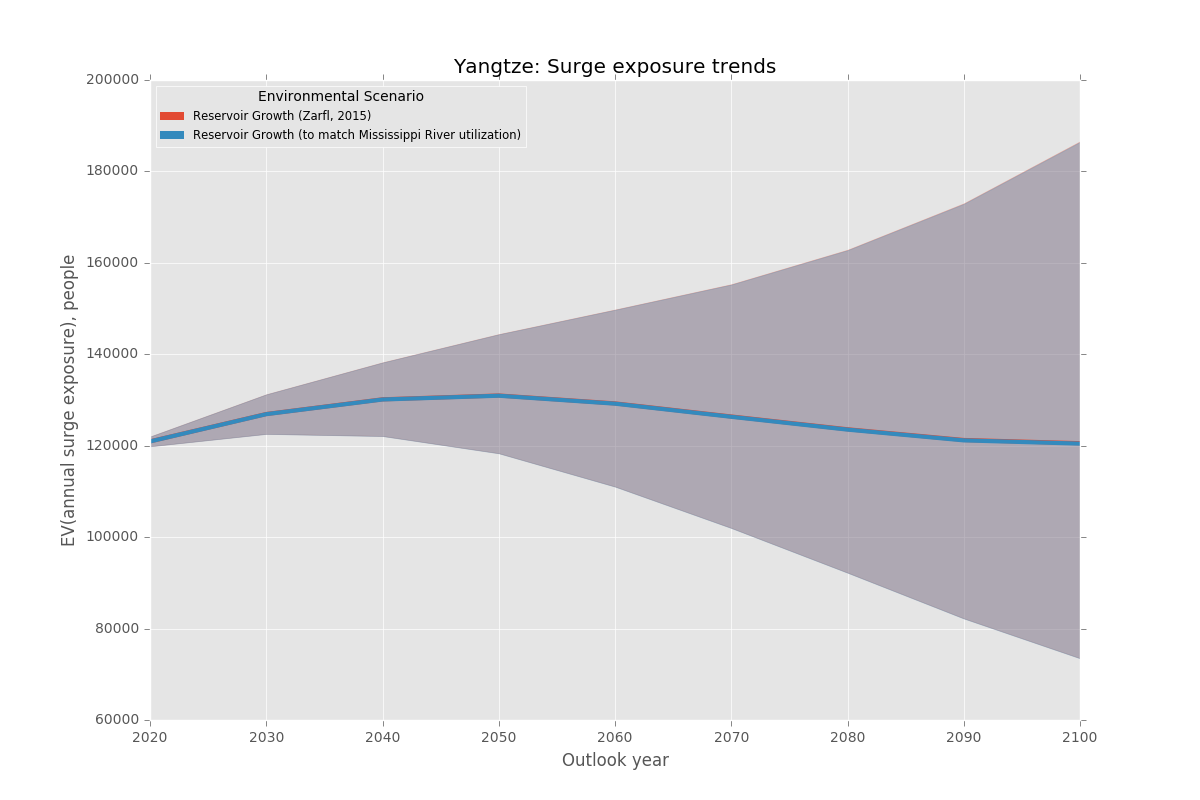 Yangtze: Surge exposure trends
200000
180000
160000
140000
120000
100000
80000
60000
EV(annual surge exposure), people
Environmental Scenario
Reservoir Growth (Zarfl, 2015)
Reservoir Growth (to match Mississippi River utilization)
2020 2030 2040 2050 2060 2070 2080 2090 2100
Outlook year